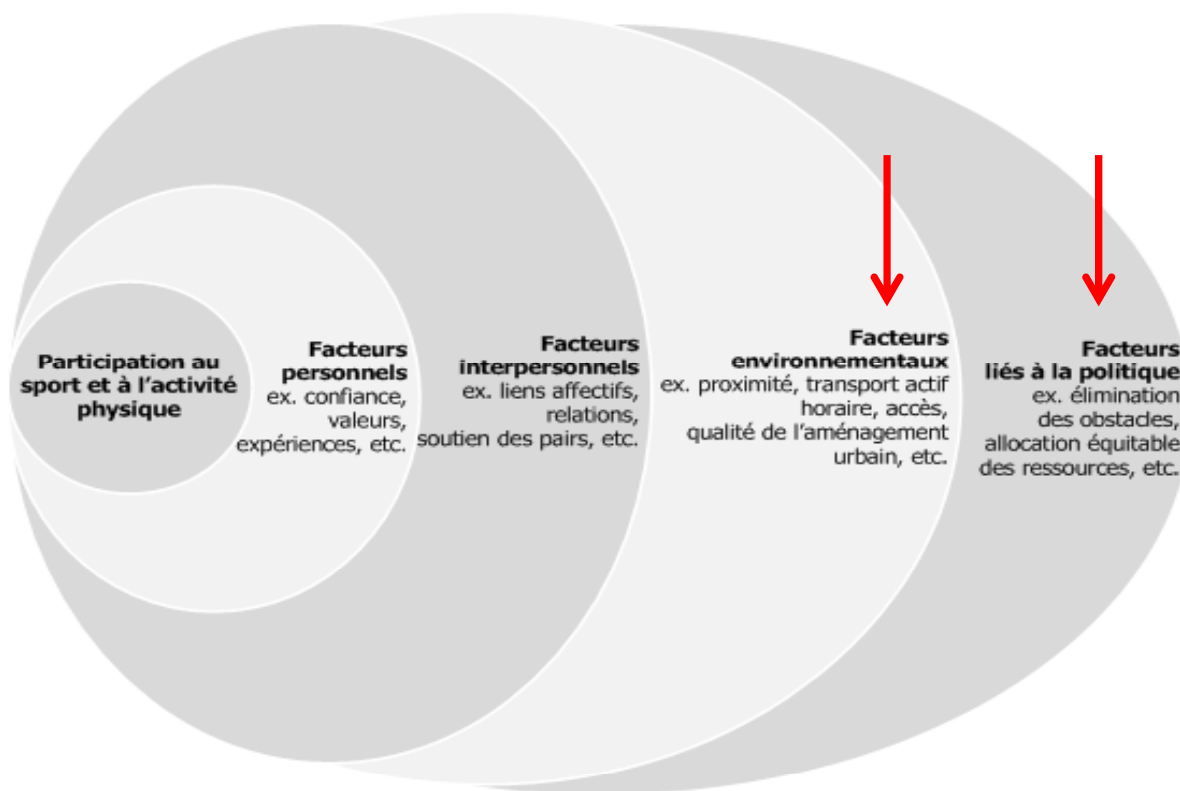 Participation au
sport et à l'activité
physique
Facteurs
personnels
ex. confiance,
valeurs,
expériences, etc.
Facteurs
interpersonnels
ex. liens affectifs,
relations,
soutien des pairs, etc.
Facteurs
environnementaux
ex. proximité, transport actif
horaire, accès,
qualité de l'aménagement
urbain, etc.
Facteurs
liés à la politique
ex. élimination
des obstacles,
allocation équitable
des ressources, etc.